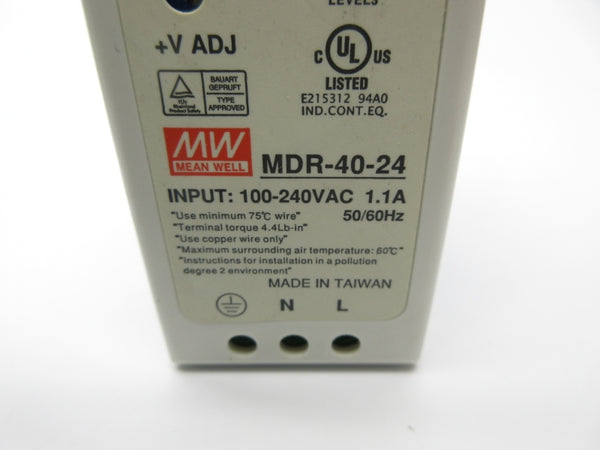 LEVELS
+V ADJ
C UL US
LISTED
E215312 94A0
IND.CONT.EQ.
BAUART
GEPRÜFT
TYPE
APPROVED
MW
MEAN WELL
MDR-40-24
INPUT: 100-240VAC 1.1A
50/60Hz
"Use minimum 75℃ wire"
"Terminal torque 4.4Lb-in"
"Use copper wire only"
"Maximum surrounding air temperature: 60℃"
"Instructions for installation in a pollution
degree 2 environment"
MADE IN TAIWAN
N L